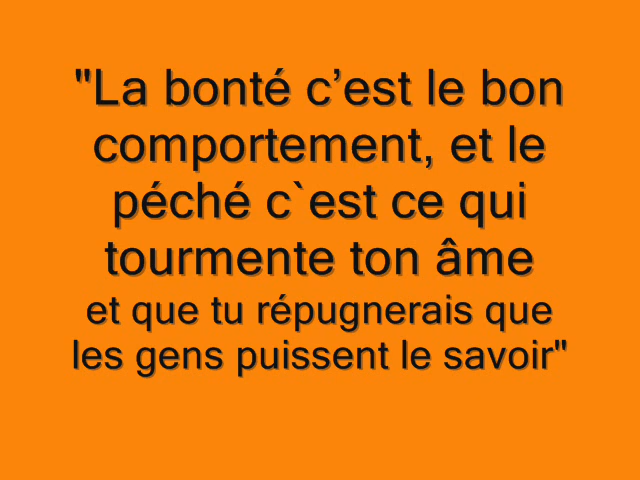 "La bonté c’est le bon
comportement, et le
péché c`est ce qui
tourmente ton âme
et que tu répugnerais que
les gens puissent le savoir"